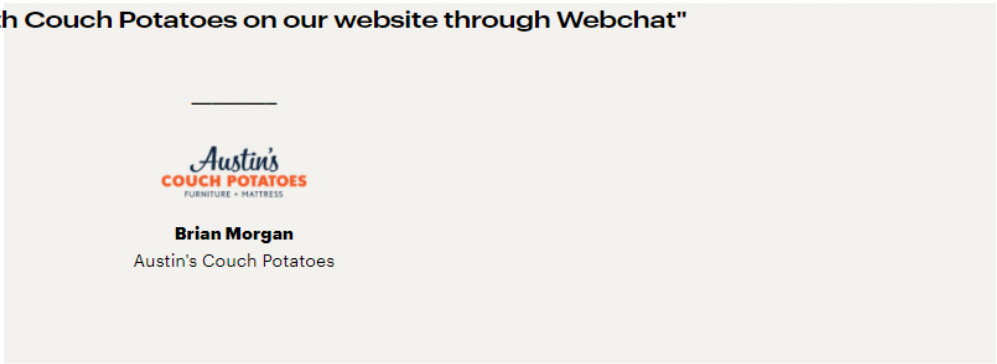 h Couch Potatoes on our website through Webchat"
Austin's
COUCH POTATOES
FURNITURE + MATTRESS
Brian Morgan
Austin's Couch Potatoes